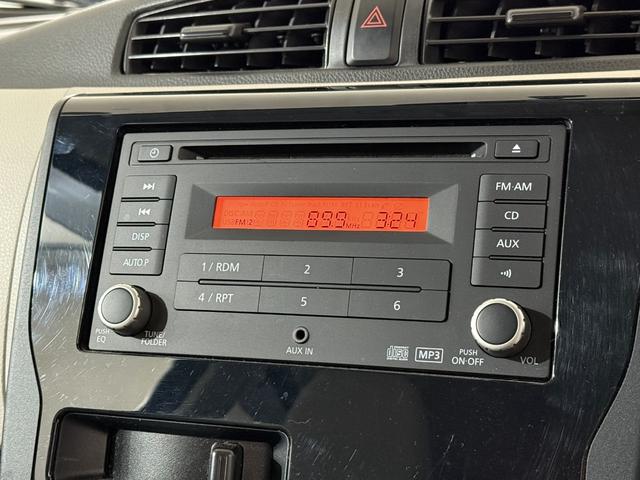 FM 2 89.9 MHz 3:24
FM·AM
DISP
CD
AUTO.P
AUX
1 / RDM 2 3
4 / RPT 5 6
PUSH EQ
TUNE/ FOLDER
AUX IN
disc
MP3
PUSH ON·OFF
VOL